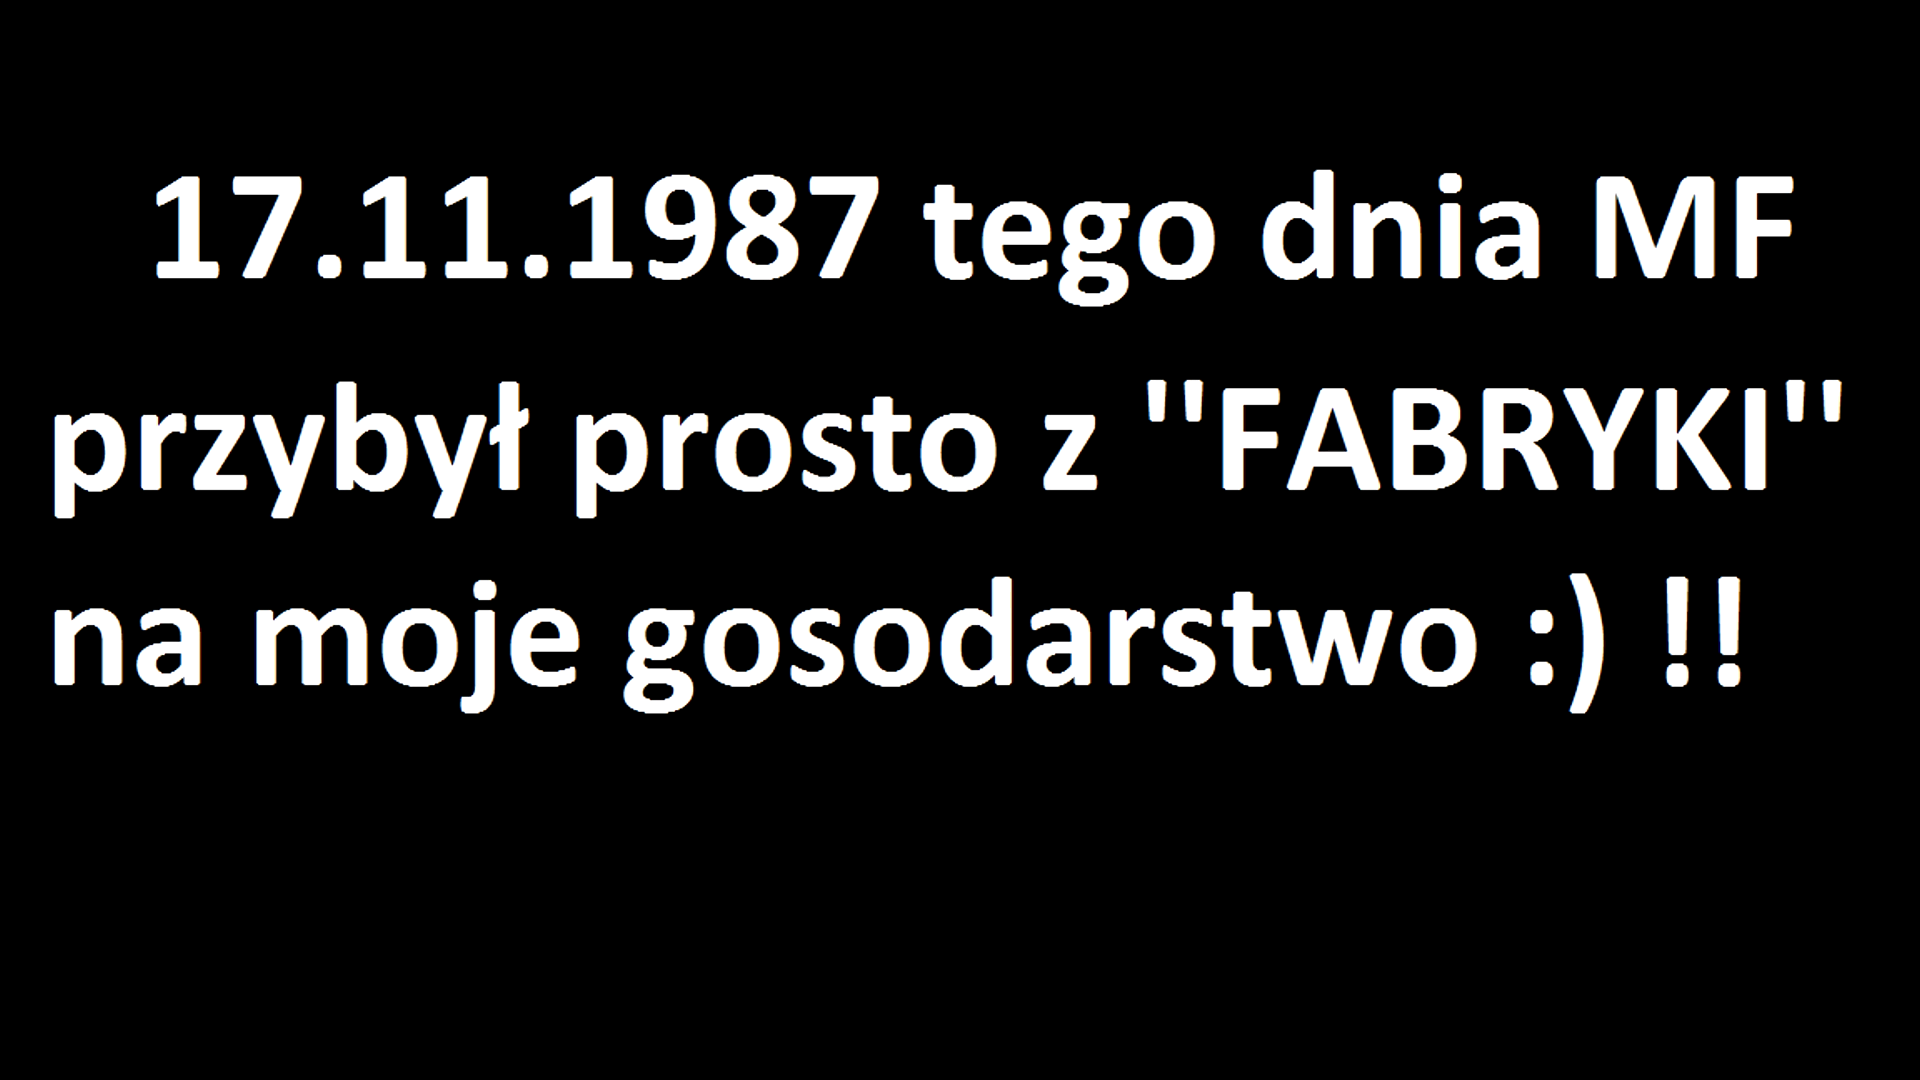 17.11.1987 tego dnia MF
przybył prosto z ''FABRYKI''
na moje gosodarstwo :) !!